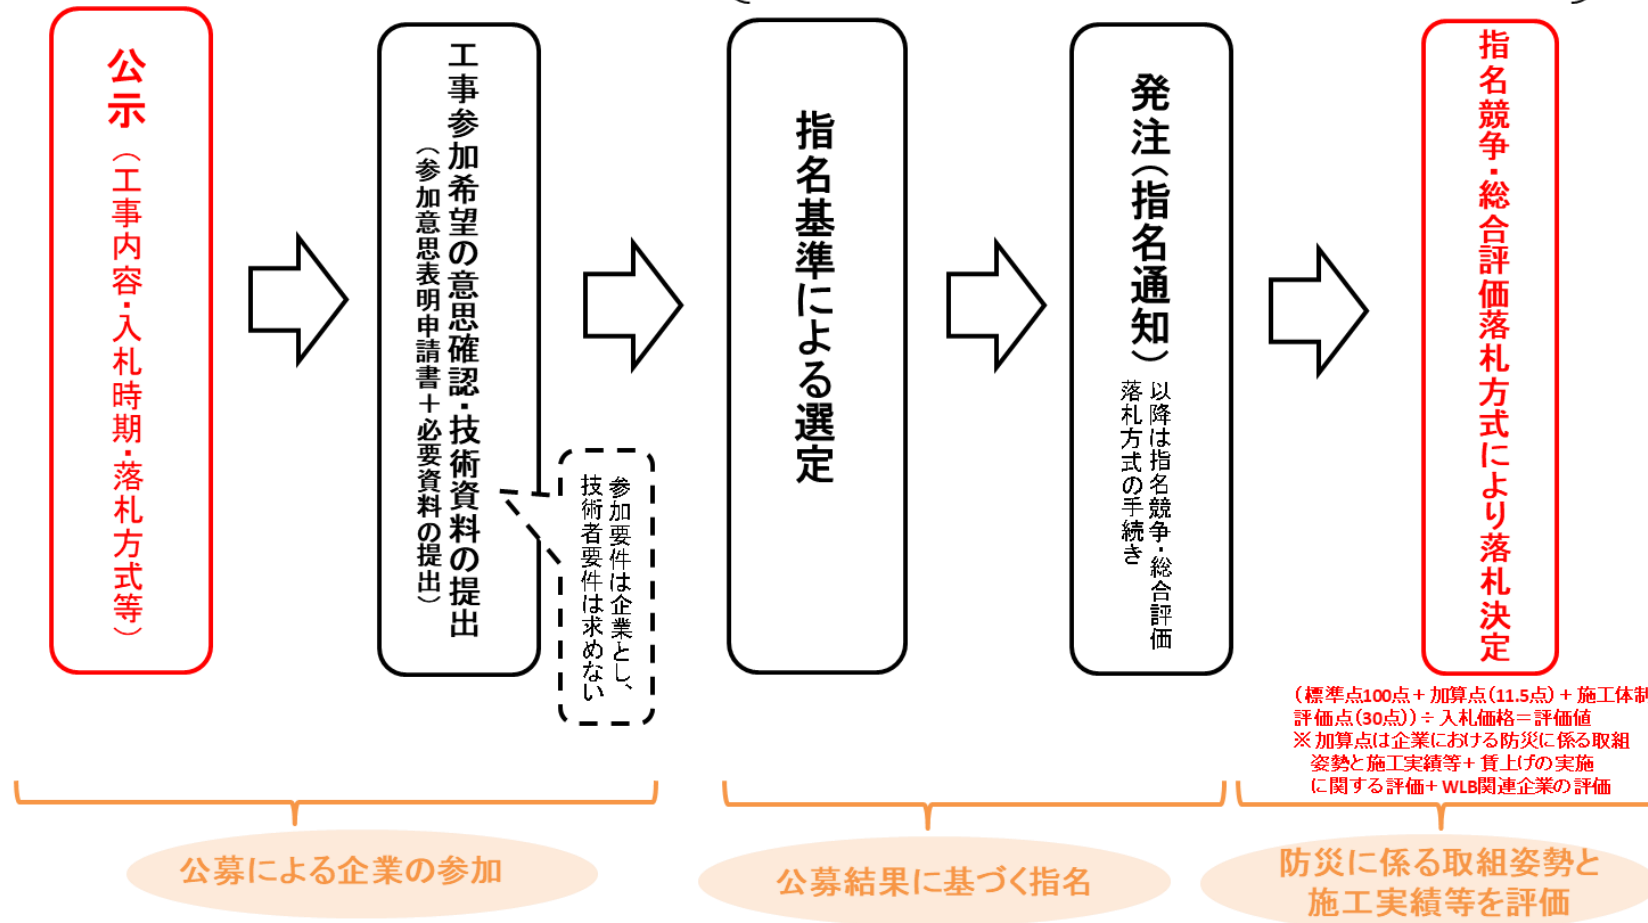 公示(工事内容・入札時期・落札方式等)
工事参加希望の意思確認・技術資料の提出
(参加意思表明申請書+必要資料の提出)
参加要件は企業とし、
技術者要件は求めない
指名基準による選定
発注(指名通知)
以降は指名競争・総合評価
落札方式の手続き
指名競争・総合評価落札方式により落札決定
(標準点100点+加算点(11.5点)+施工体制
評価点(30点))÷入札価格=評価値
※加算点は企業における防災に係る取組
姿勢と施工実績等+賃上げの実施
に関する評価+WLB関連企業の評価
公募による企業の参加
公募結果に基づく指名
防災に係る取組姿勢と
施工実績等を評価